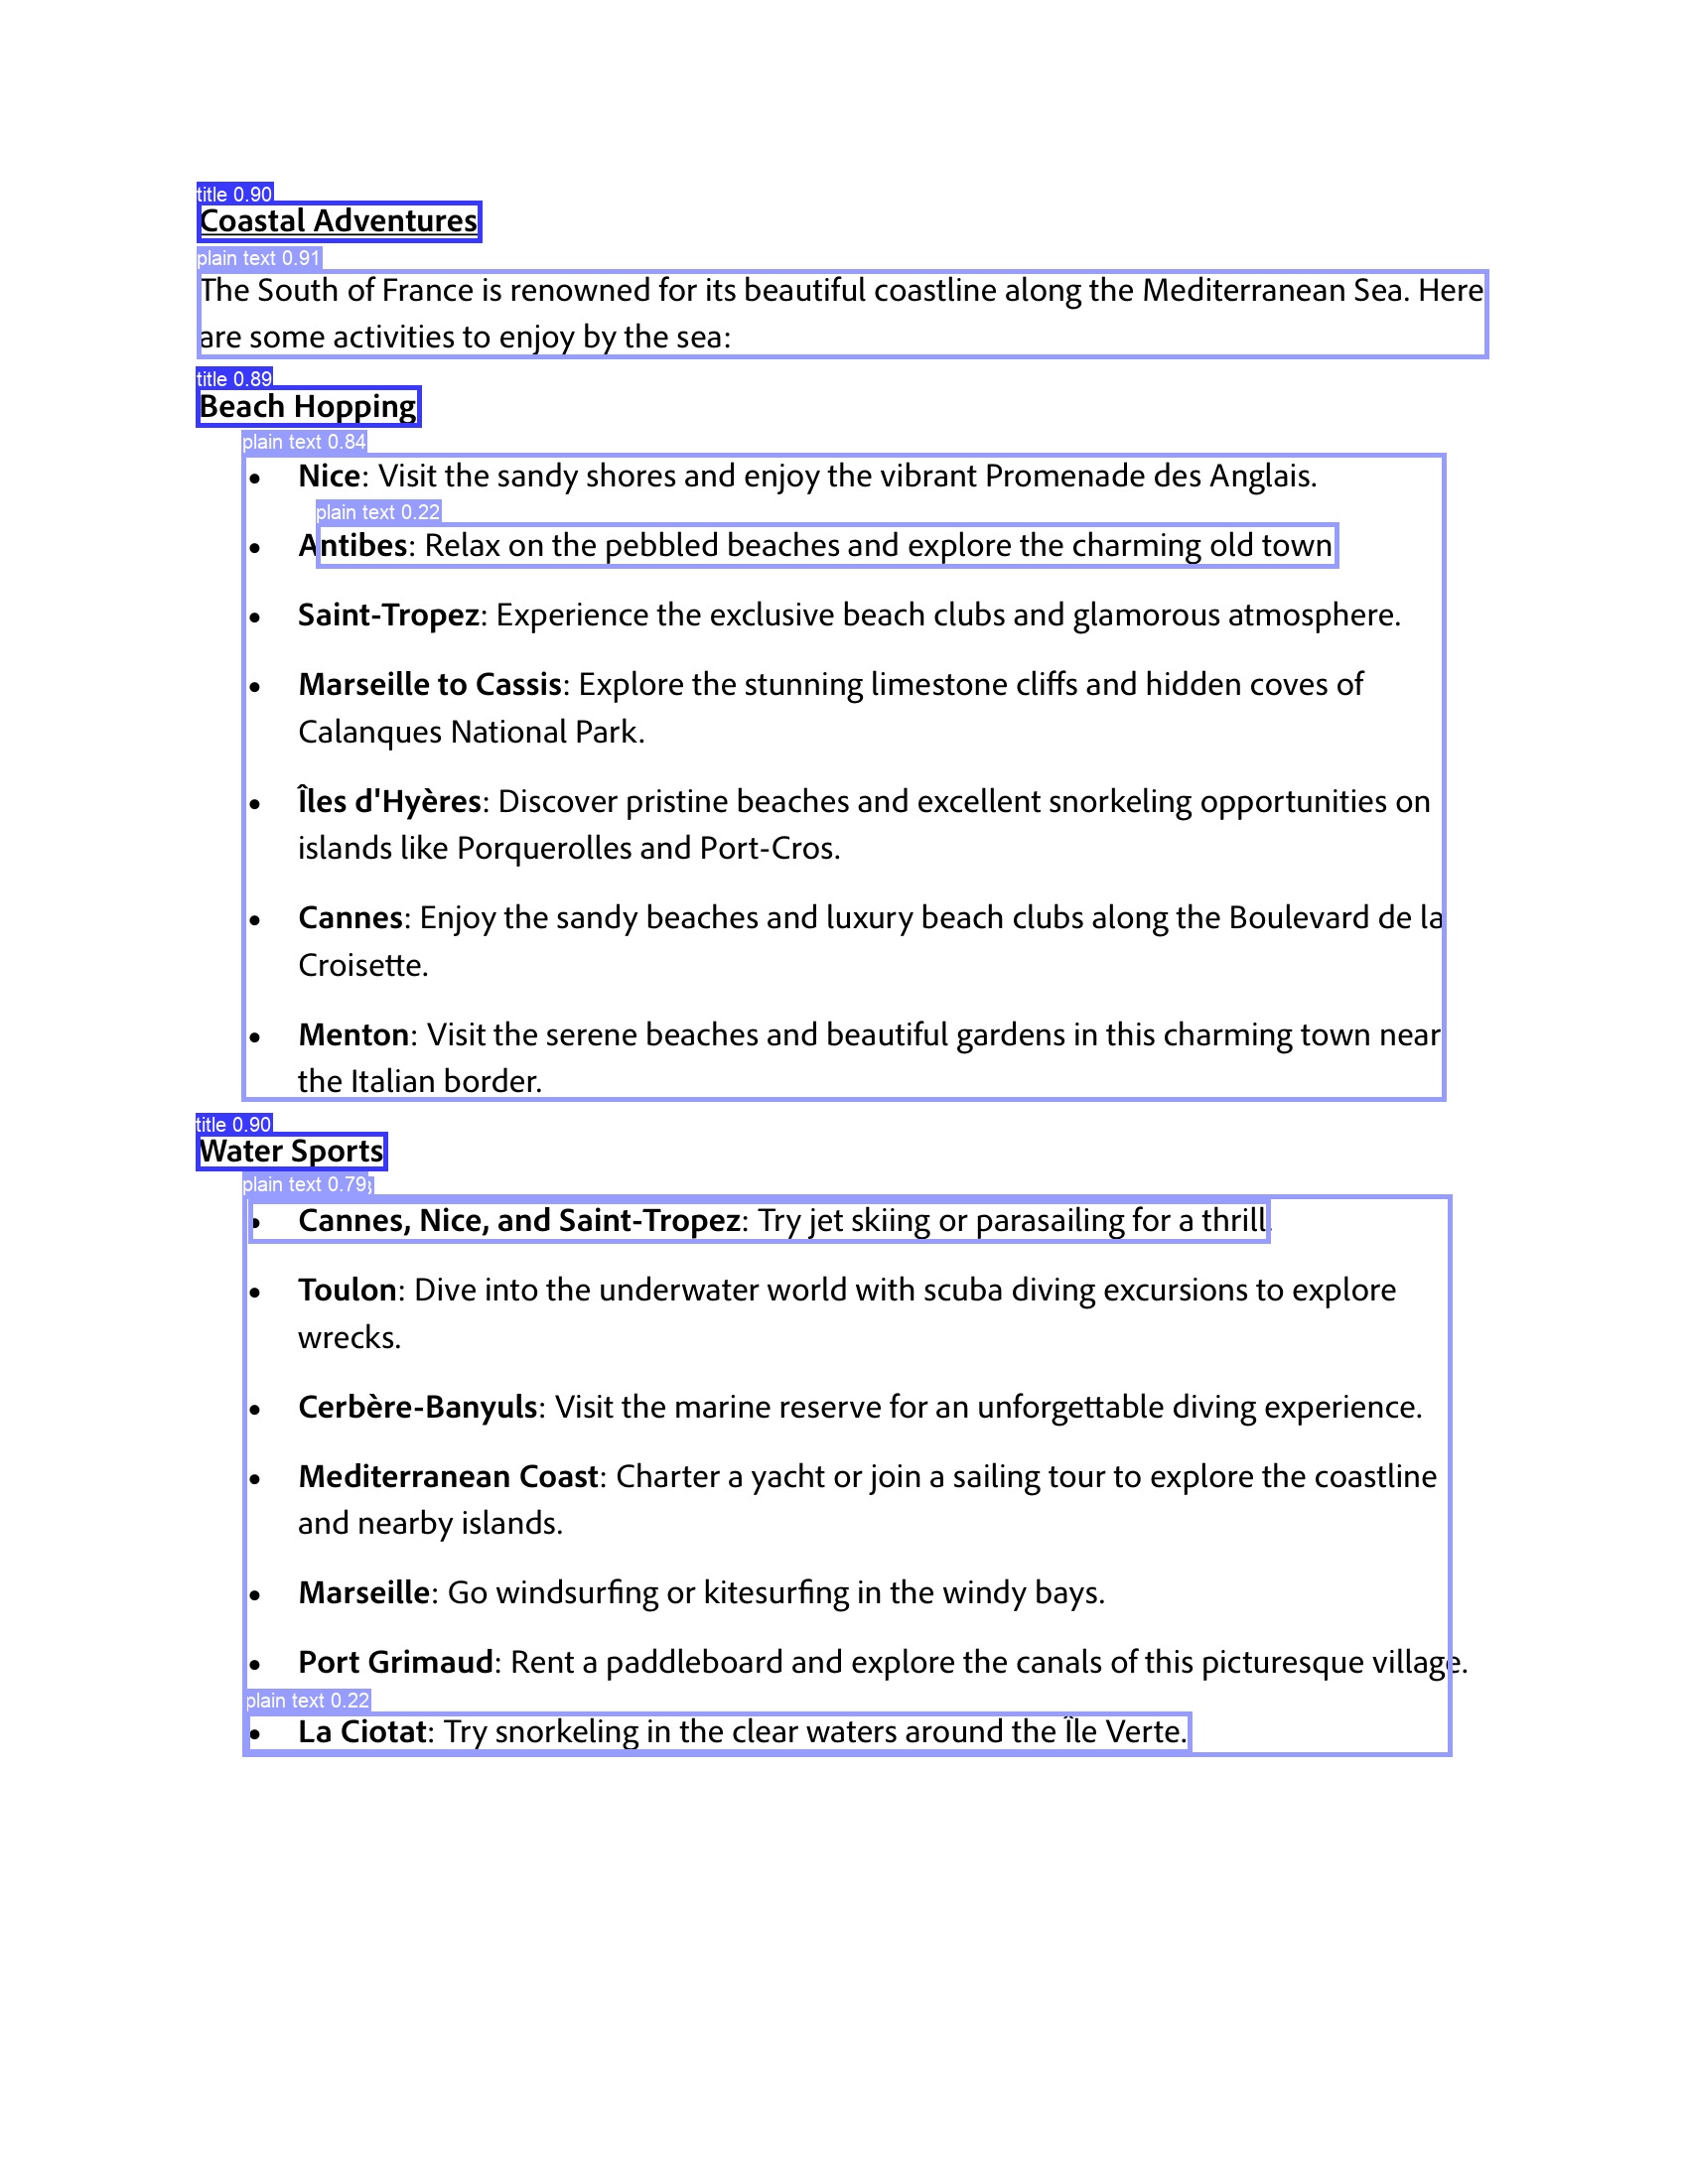 title 0.90
Coastal Adventures
plain text 0.91
The South of France is renowned for its beautiful coastline along the Mediterranean Sea. Here
are some activities to enjoy by the sea:
title 0.89
Beach Hopping
plain text 0.84
• Nice: Visit the sandy shores and enjoy the vibrant Promenade des Anglais.
plain text 0.22
• Antibes: Relax on the pebbled beaches and explore the charming old town
• Saint-Tropez: Experience the exclusive beach clubs and glamorous atmosphere.
• Marseille to Cassis: Explore the stunning limestone cliffs and hidden coves of
Calanques National Park.
• Îles d'Hyères: Discover pristine beaches and excellent snorkeling opportunities on
islands like Porquerolles and Port-Cros.
• Cannes: Enjoy the sandy beaches and luxury beach clubs along the Boulevard de la
Croisette.
• Menton: Visit the serene beaches and beautiful gardens in this charming town near
the Italian border.
title 0.90
Water Sports
plain text 0.79
• Cannes, Nice, and Saint-Tropez: Try jet skiing or parasailing for a thrill.
• Toulon: Dive into the underwater world with scuba diving excursions to explore
wrecks.
• Cerbère-Banyuls: Visit the marine reserve for an unforgettable diving experience.
• Mediterranean Coast: Charter a yacht or join a sailing tour to explore the coastline
and nearby islands.
• Marseille: Go windsurfing or kitesurfing in the windy bays.
• Port Grimaud: Rent a paddleboard and explore the canals of this picturesque village.
plain text 0.22
• La Ciotat: Try snorkeling in the clear waters around the Île Verte.